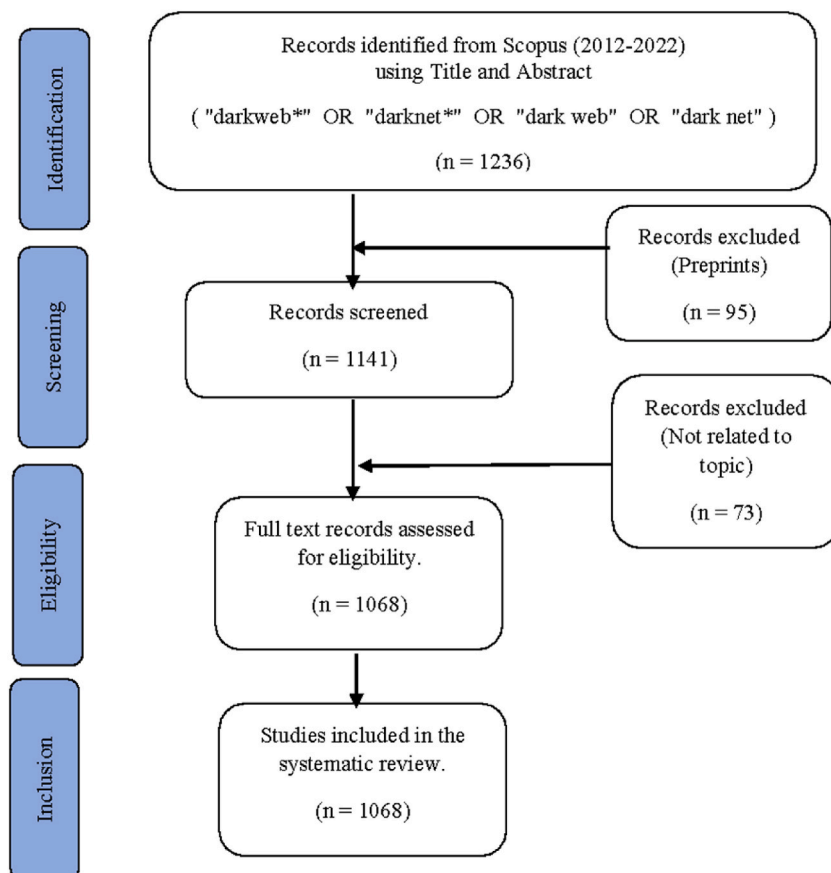 Identification
Records identified from Scopus (2012-2022)
using Title and Abstract
( "darkweb*" OR "darknet*" OR "dark web" OR "dark net" )
(n = 1236)
Records excluded
(Preprints)
(n = 95)
Screening
Records screened
(n = 1141)
Records excluded
(Not related to
topic)
(n = 73)
Eligibility
Full text records assessed
for eligibility.
(n = 1068)
Inclusion
Studies included in the
systematic review.
(n = 1068)